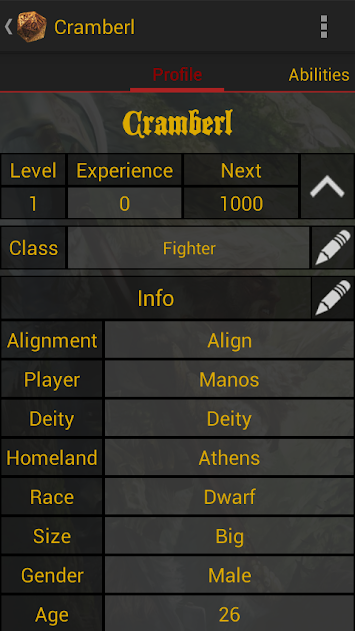 Cramberl
Profile Abilities
Cramberl
Level Experience Next
1 0 1000
Class Fighter
Info
Alignment Align
Player Manos
Deity Deity
Homeland Athens
Race Dwarf
Size Big
Gender Male
Age 26